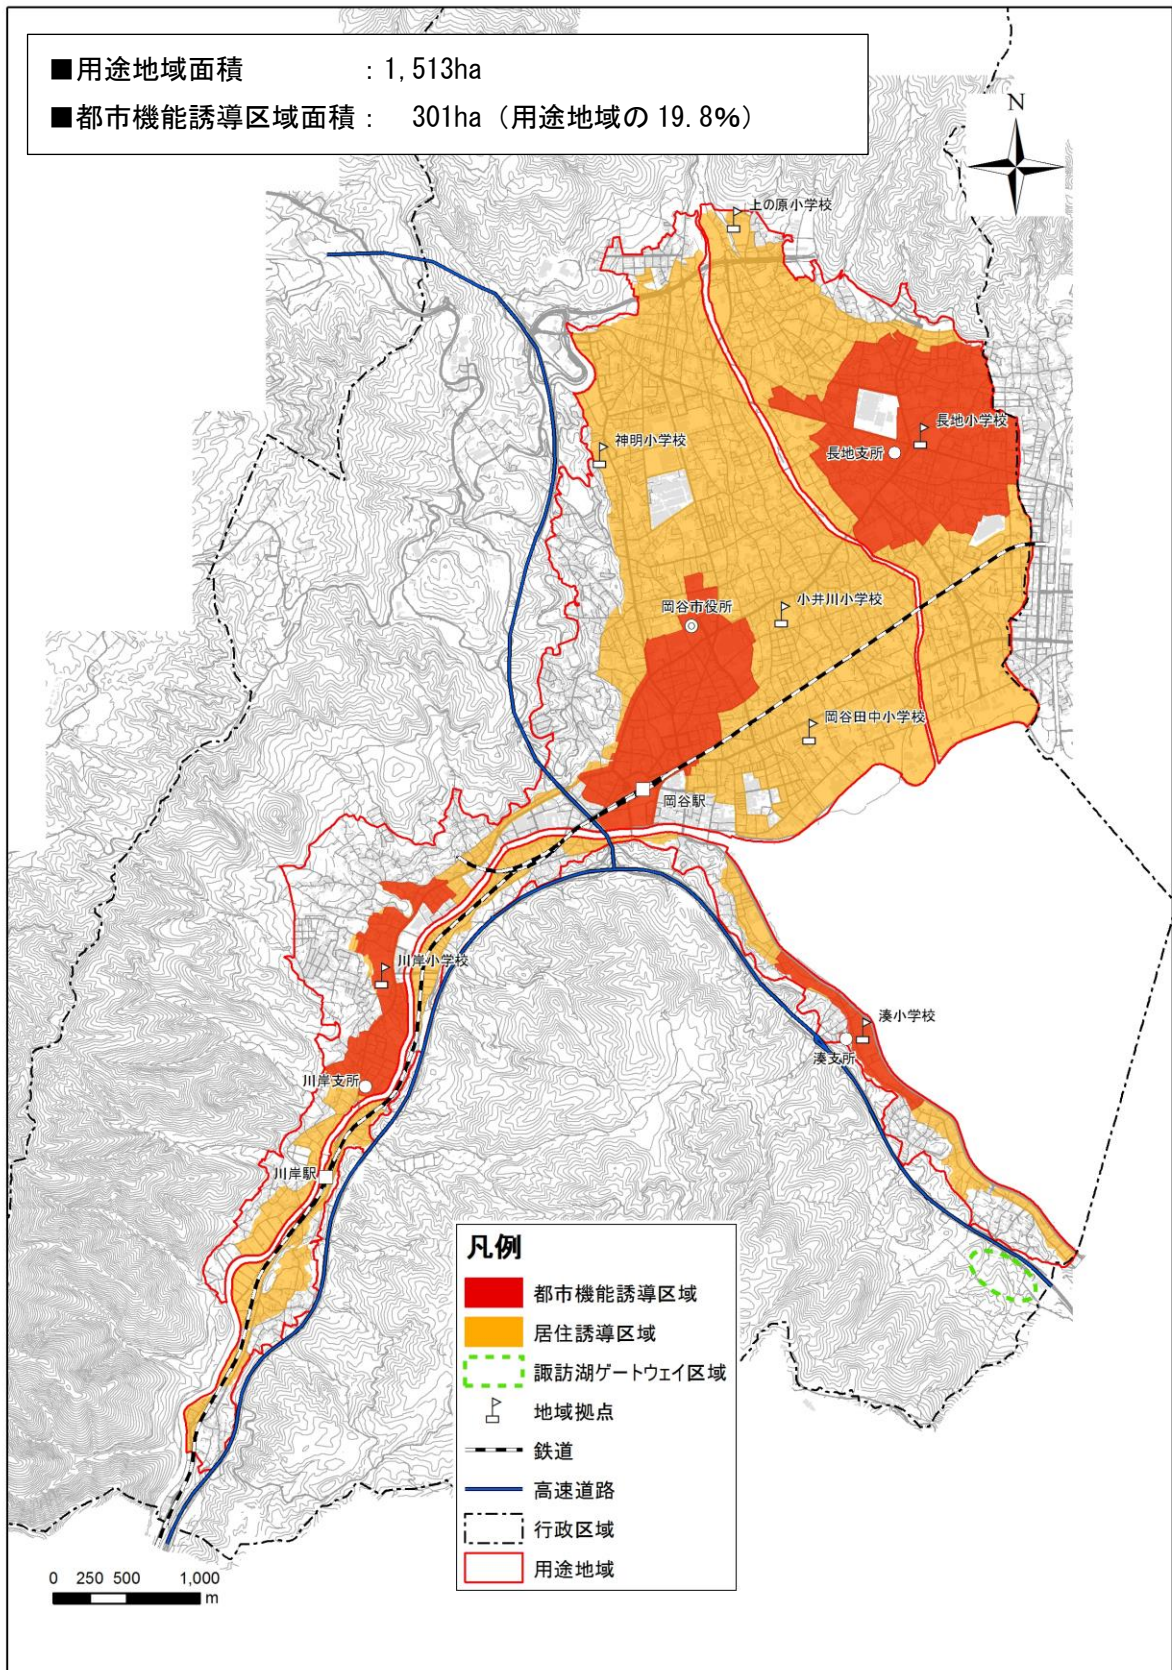 ■用途地域面積 : 1,513ha
■都市機能誘導区域面積 : 301ha (用途地域の 19.8%)
N
上の原小学校
長地小学校
神明小学校
長地支所
小井川小学校
岡谷市役所
岡谷田中小学校
岡谷駅
川岸小学校
湊小学校
湊支所
川岸支所
川岸駅
凡例
都市機能誘導区域
居住誘導区域
諏訪湖ゲートウェイ区域
地域拠点
鉄道
高速道路
行政区域
用途地域
0 250 500 1,000
m